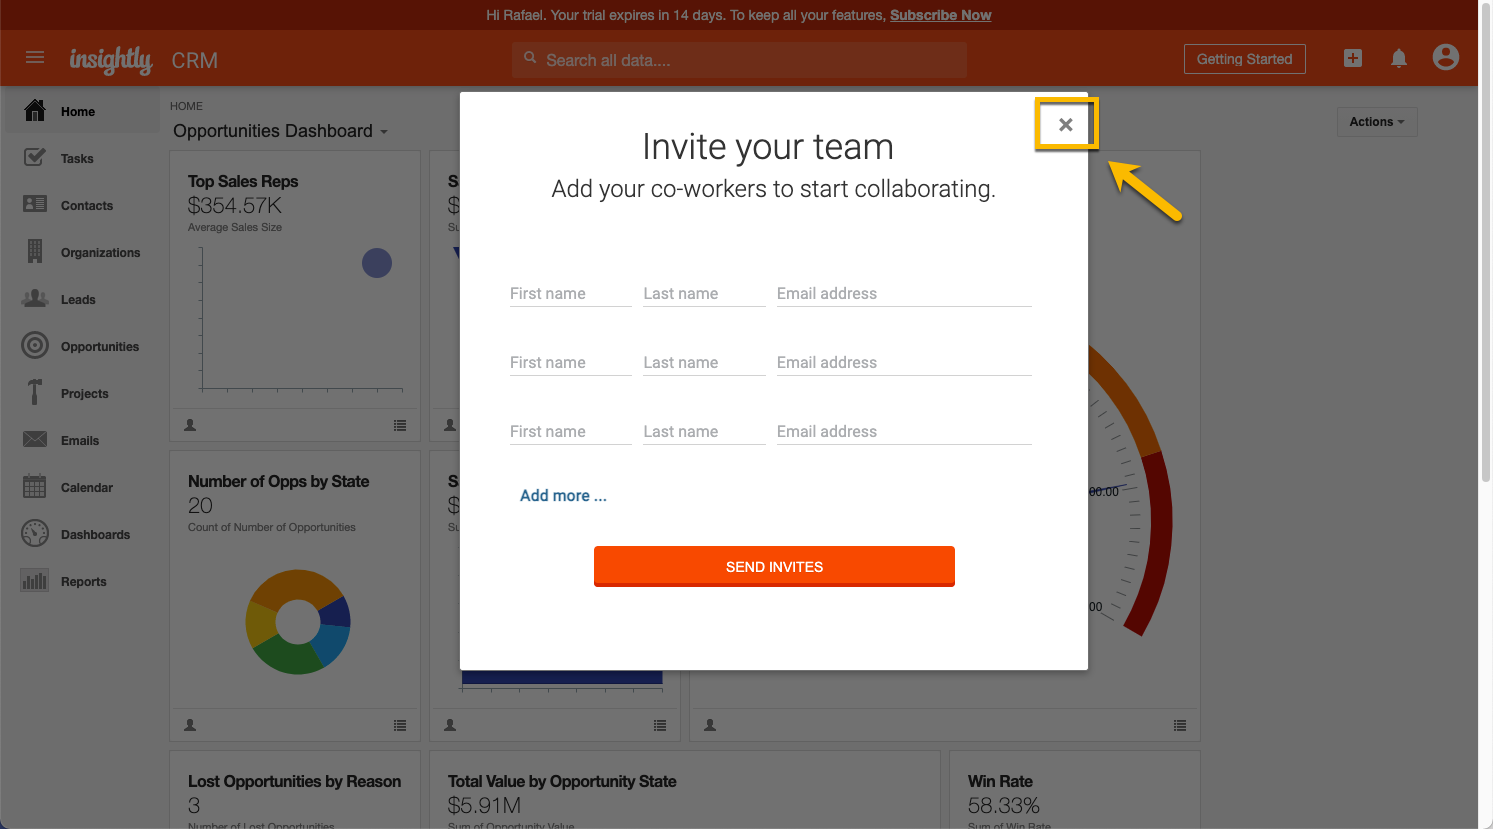 Hi Rafael. Your trial expires in 14 days. To keep all your features, Subscribe Now
insightly CRM
Search all data....
Getting Started
Home
Tasks
Contacts
Organizations
Leads
Opportunities
Projects
Emails
Calendar
Dashboards
Reports
HOME
Opportunities Dashboard
Actions
Top Sales Reps
$354.57K
Average Sales Size
S
$
Su
Number of Opps by State
20
Count of Number of Opportunities
S
$
Su
00.00
00
Invite your team
Add your co-workers to start collaborating.
First name Last name Email address
First name Last name Email address
First name Last name Email address
Add more ...
SEND INVITES
Lost Opportunities by Reason
3
Number of Lost Opportunities
Total Value by Opportunity State
$5.91M
Sum of Opportunity Value
Win Rate
58.33%
Sum of Win Rate